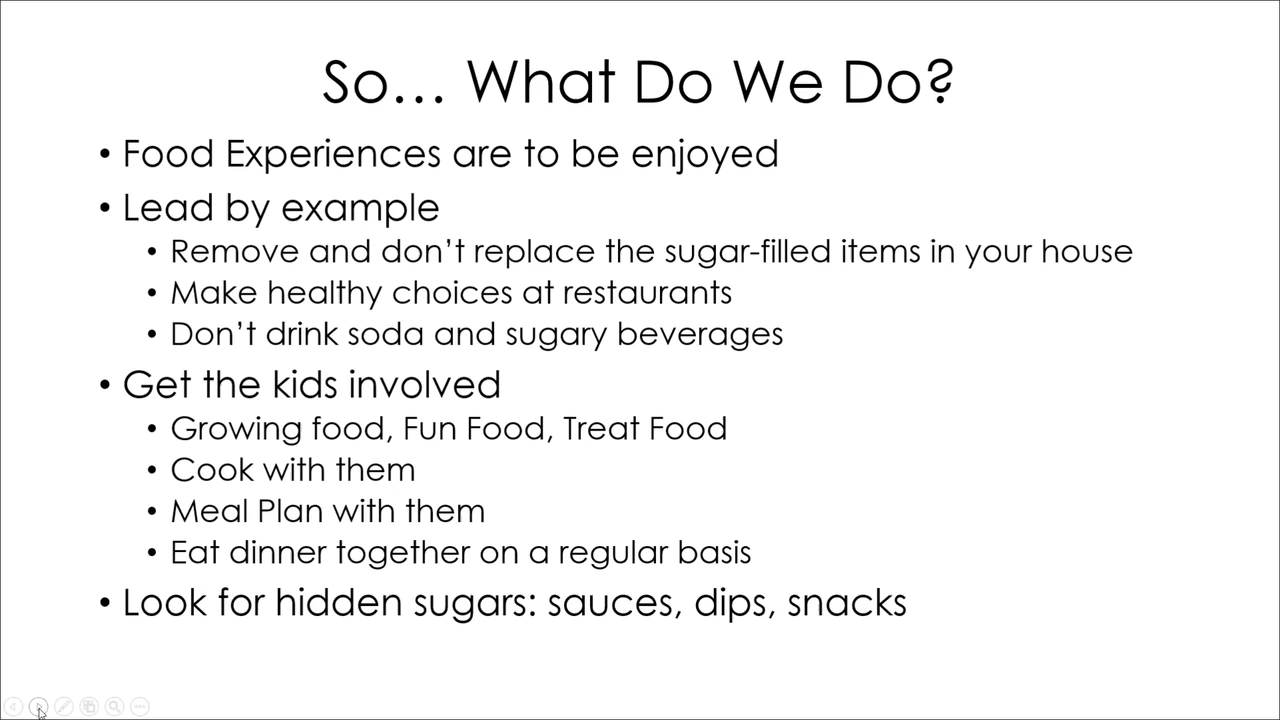 So… What Do We Do?
• Food Experiences are to be enjoyed
• Lead by example
• Remove and don’t replace the sugar-filled items in your house
• Make healthy choices at restaurants
• Don’t drink soda and sugary beverages
• Get the kids involved
• Growing food, Fun Food, Treat Food
• Cook with them
• Meal Plan with them
• Eat dinner together on a regular basis
• Look for hidden sugars: sauces, dips, snacks